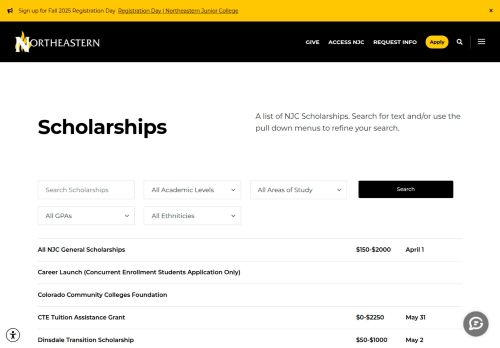 Sign up for Fall 2025 Registration Day Registration Day | Northeastern Junior College ×
NORTHEASTERN GIVE ACCESS NJC REQUEST INFO Apply
Scholarships
A list of NJC Scholarships. Search for text and/or use the
pull down menus to refine your search.
Search Scholarships All Academic Levels All Areas of Study Search
All GPAs All Ethnicities
All NJC General Scholarships $150-$2000 April 1
Career Launch (Concurrent Enrollment Students Application Only)
Colorado Community Colleges Foundation
CTE Tuition Assistance Grant $0-$2250 May 31
Dinsdale Transition Scholarship $50-$1000 May 2